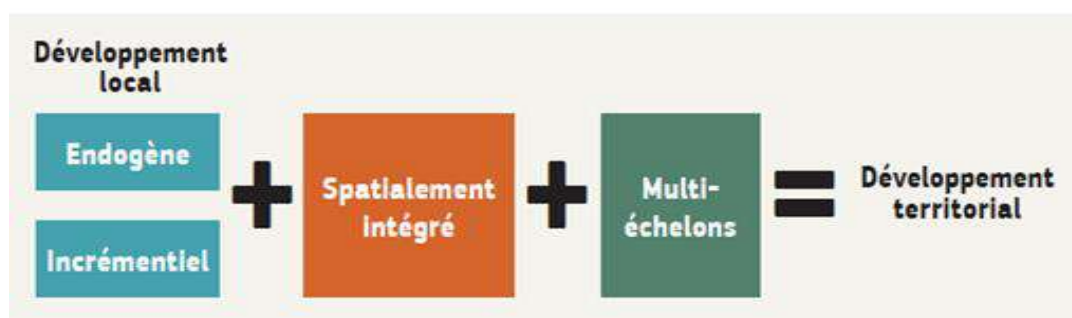 Développement
local
Endogène
Incrémentiel
+
Spatialement
intégré
+
Multi-
échelons
=
Développement
territorial